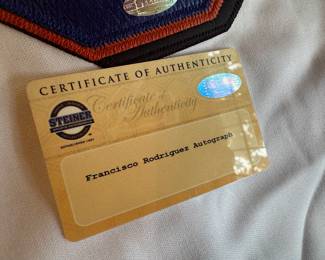 CERTIFICATE OF AUTHENTICITY
Certificate of
Authenticity
STEINER
Francisco Rodriguez Autograph